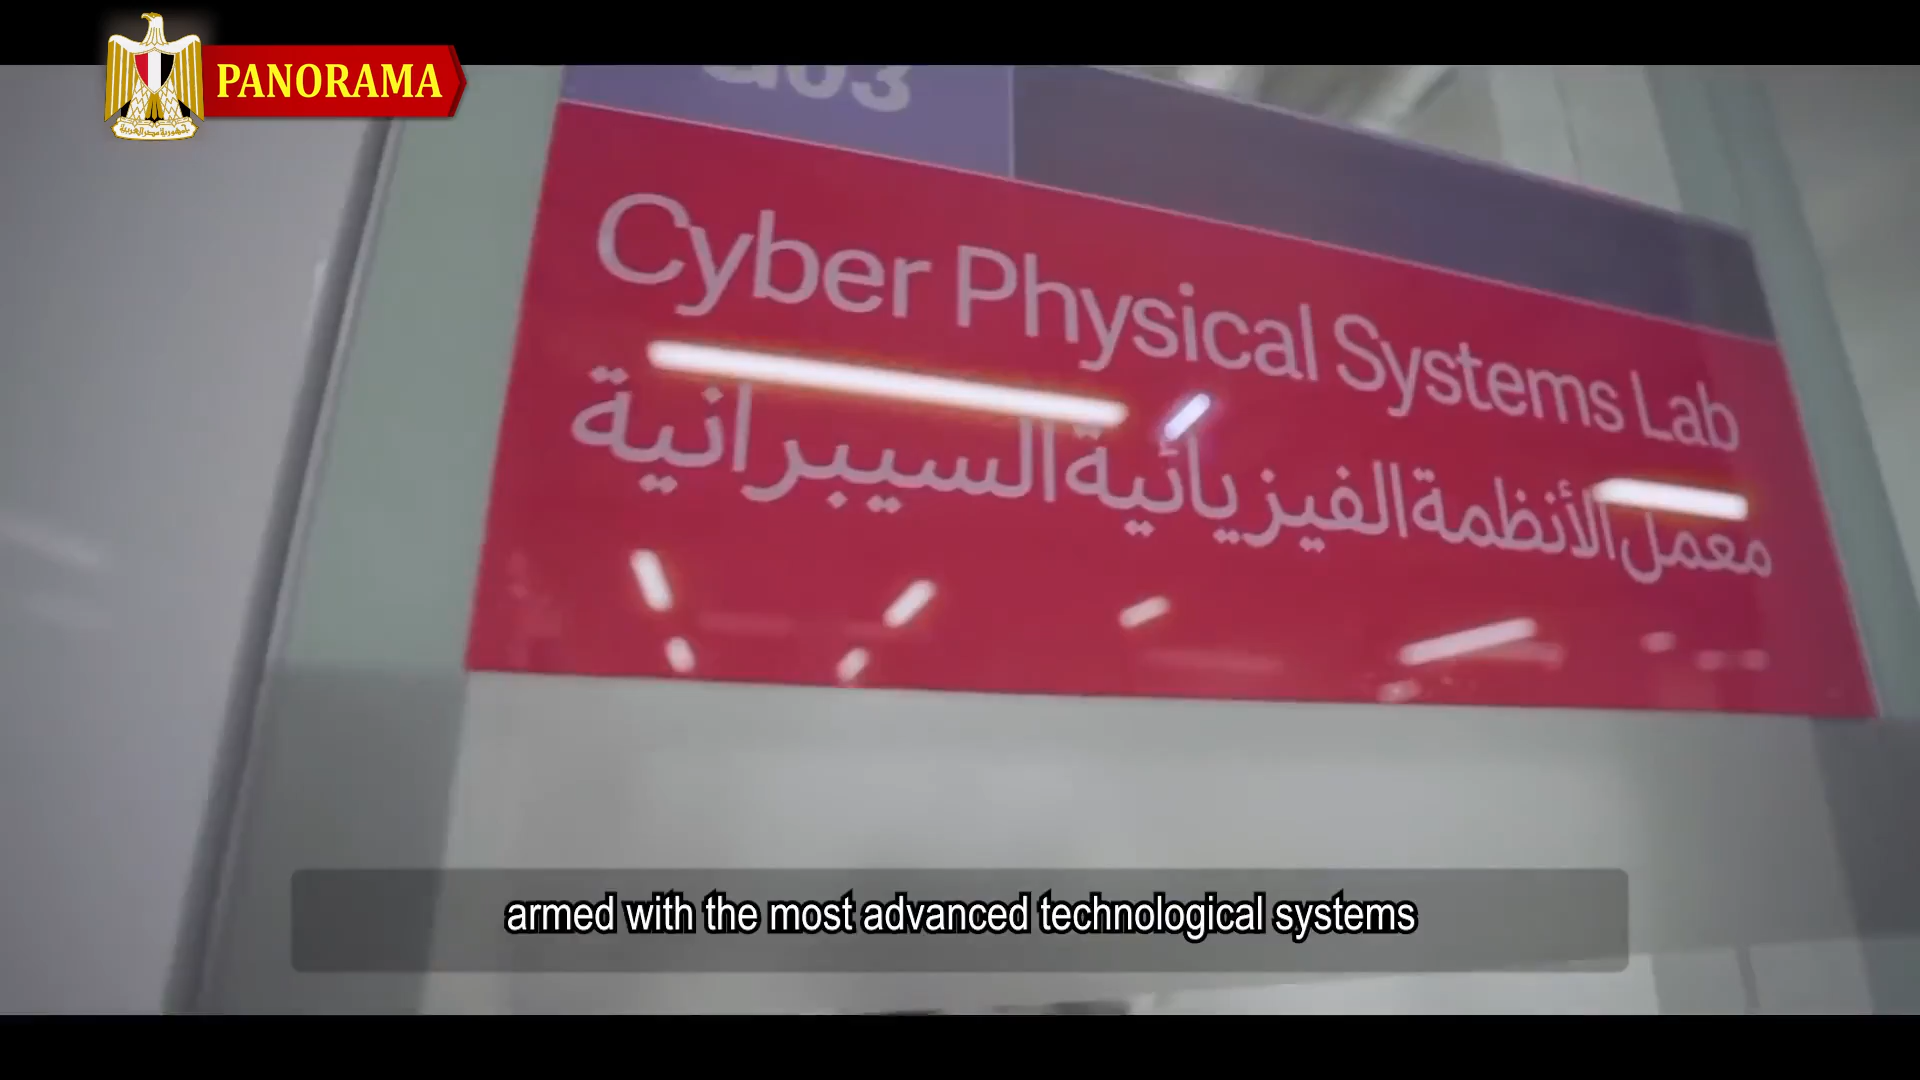 PANORAMA
Cyber Physical Systems Lab
معمل الأنظمة الفيزيائية السيبرانية
armed with the most advanced technological systems